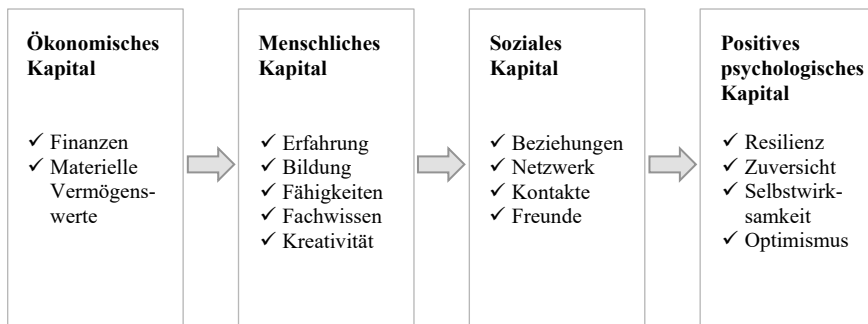 Ökonomisches
Kapital
✓ Finanzen
✓ Materielle
Vermögens-
werte
Menschliches
Kapital
✓ Erfahrung
✓ Bildung
✓ Fähigkeiten
✓ Fachwissen
✓ Kreativität
Soziales
Kapital
✓ Beziehungen
✓ Netzwerk
✓ Kontakte
✓ Freunde
Positives
psychologisches
Kapital
✓ Resilienz
✓ Zuversicht
✓ Selbstwirk-
samkeit
✓ Optimismus